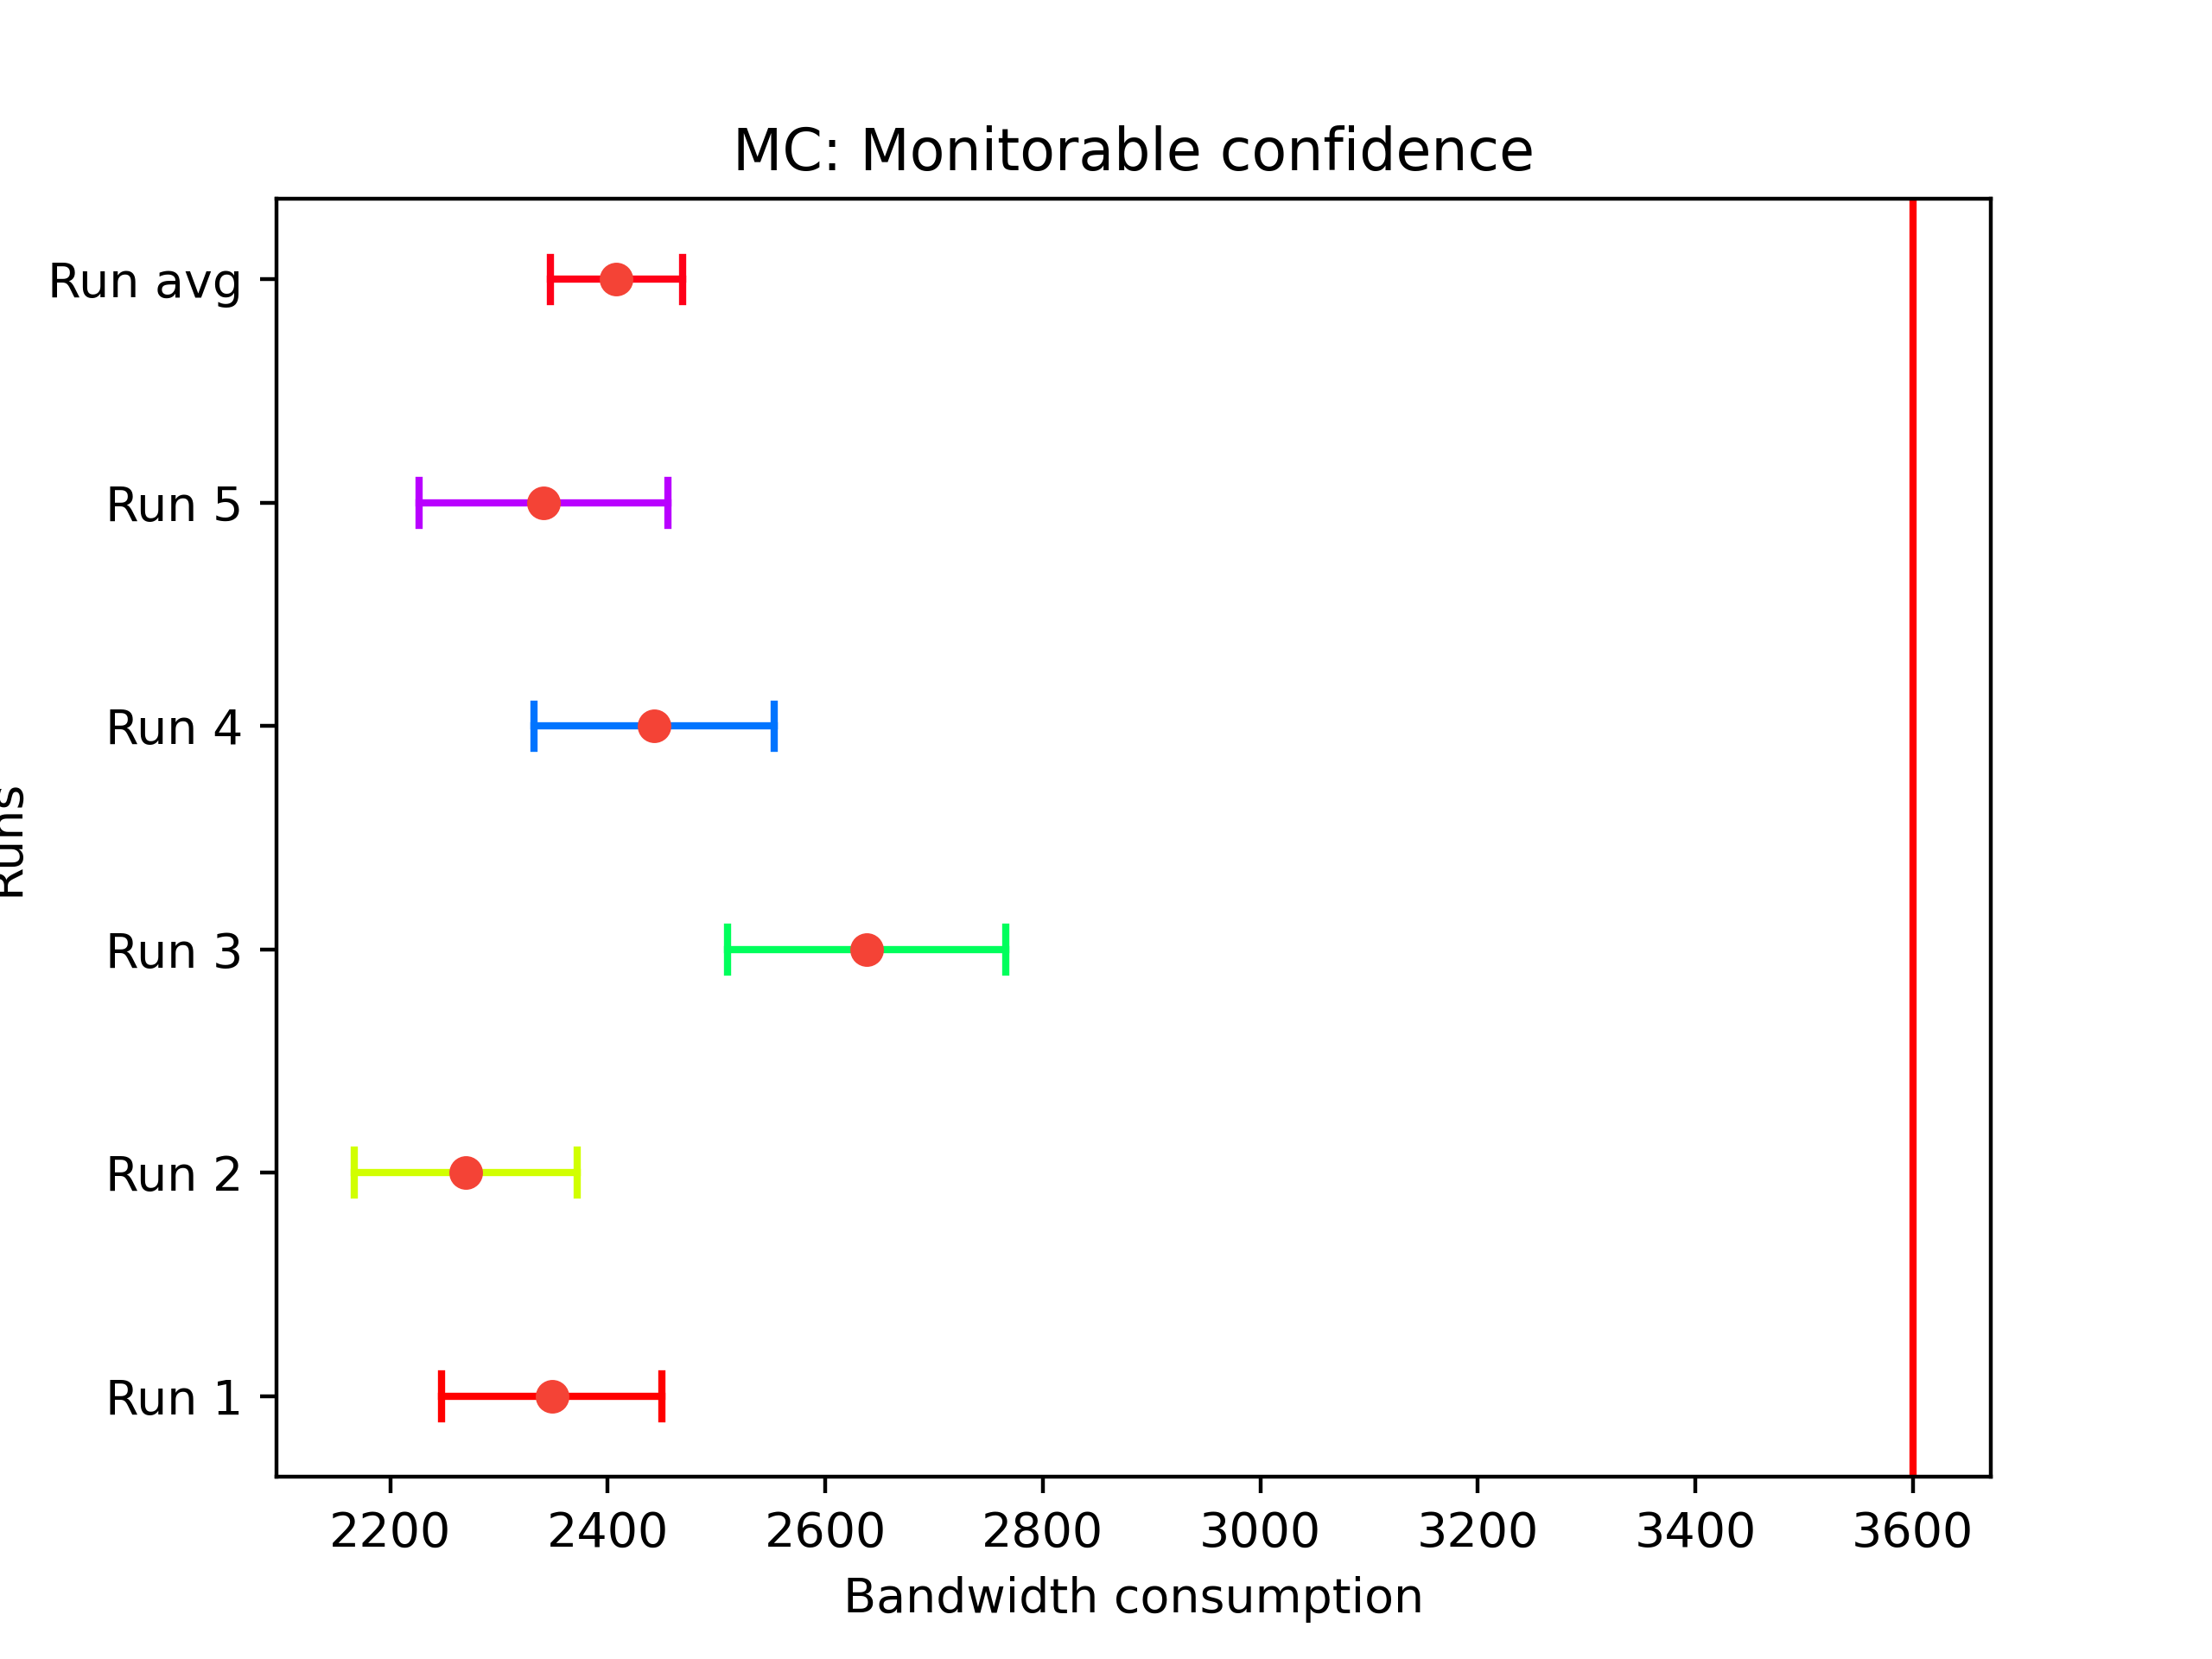 MC: Monitorable confidence
Run avg
Run 5
Run 4
Run 3
Run 2
Run 1
Runs
2200 2400 2600 2800 3000 3200 3400 3600
Bandwidth consumption